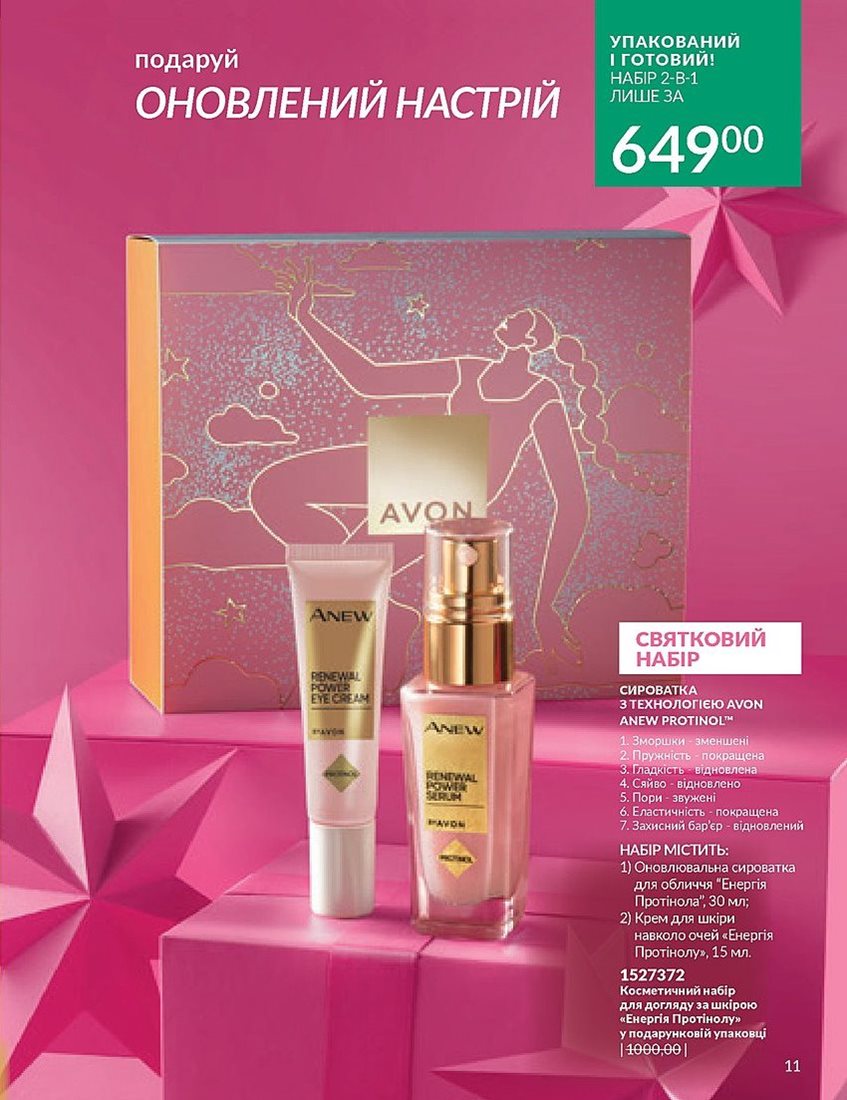 подаруй
ОНОВЛЕНИЙ НАСТРІЙ
УПАКОВАНИЙ
І ГОТОВИЙ!
НАБІР 2-В-1
ЛИШЕ ЗА
649⁰⁰
AVON
ANEW
RENEWAL
POWER
EYE CREAM
BY AVON
PROTINOL
ANEW
RENEWAL
POWER
SERUM
BY AVON
PROTINOL
СВЯТКОВИЙ
НАБІР
СИРОВАТКА
З ТЕХНОЛОГІЄЮ AVON
ANEW PROTINOL™
1. Зморшки - зменшені
2. Пружність - покращена
3. Гладкість - відновлена
4. Сяйво - відновлено
5. Пори - звужені
6. Еластичність - покращена
7. Захисний бар'єр - відновлений
НАБІР МІСТИТЬ:
1) Оновлювальна сироватка
для обличчя “Енергія
Протінола”, 30 мл;
2) Крем для шкіри
навколо очей «Енергія
Протінолу», 15 мл.
1527372
Косметичний набір
для догляду за шкірою
«Енергія Протінолу»
у подарунковій упаковці
| 1000,00 |
11